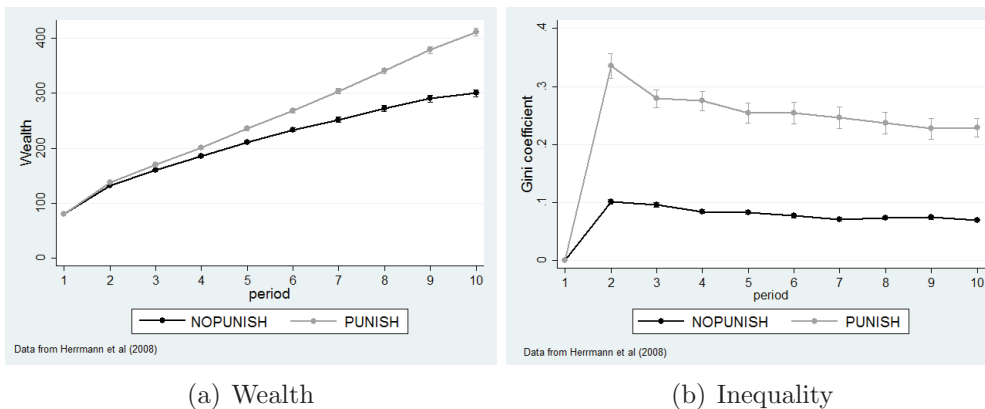 Wealth
400
300
200
100
0
1 2 3 4 5 6 7 8 9 10
period
NOPUNISH PUNISH
Data from Herrmann et al (2008)
(a) Wealth
Gini coefficient
.4
.3
.2
.1
0
1 2 3 4 5 6 7 8 9 10
period
NOPUNISH PUNISH
Data from Herrmann et al (2008)
(b) Inequality